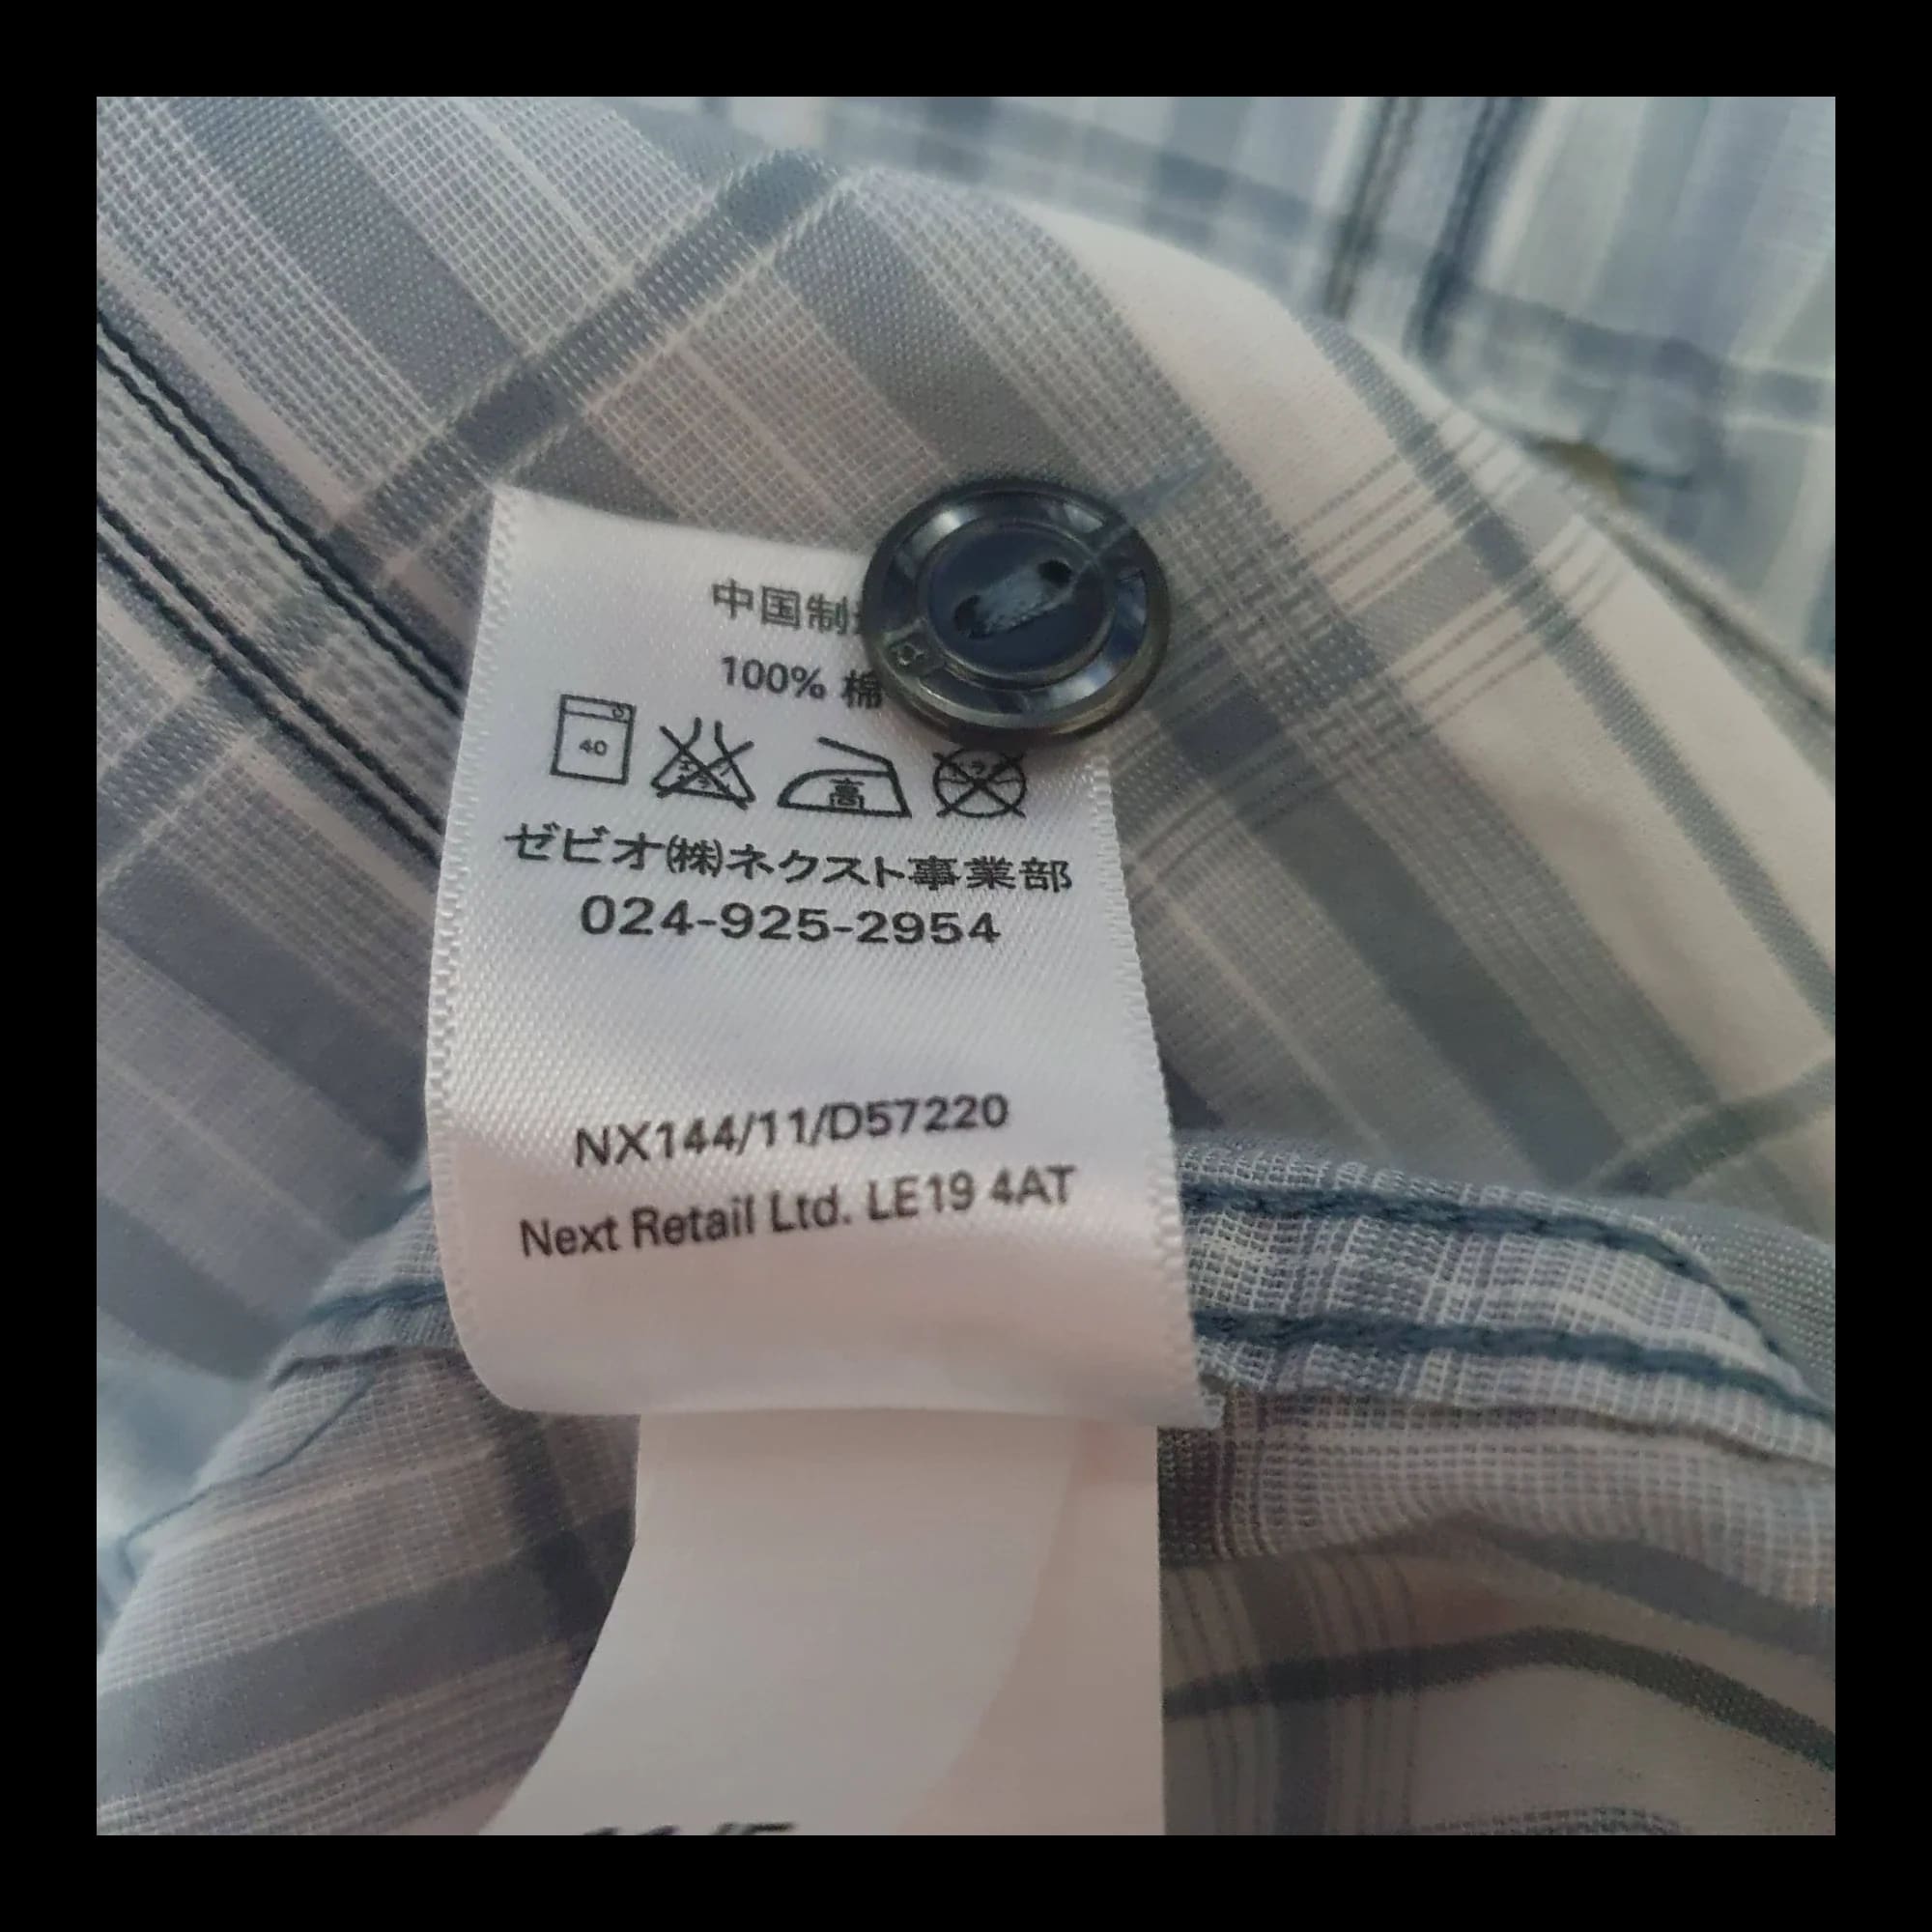 中国制
100% 棉
40
高
ゼビオ㈱ネクスト事業部
024-925-2954
NX144/11/D57220
Next Retail Ltd. LE19 4AT